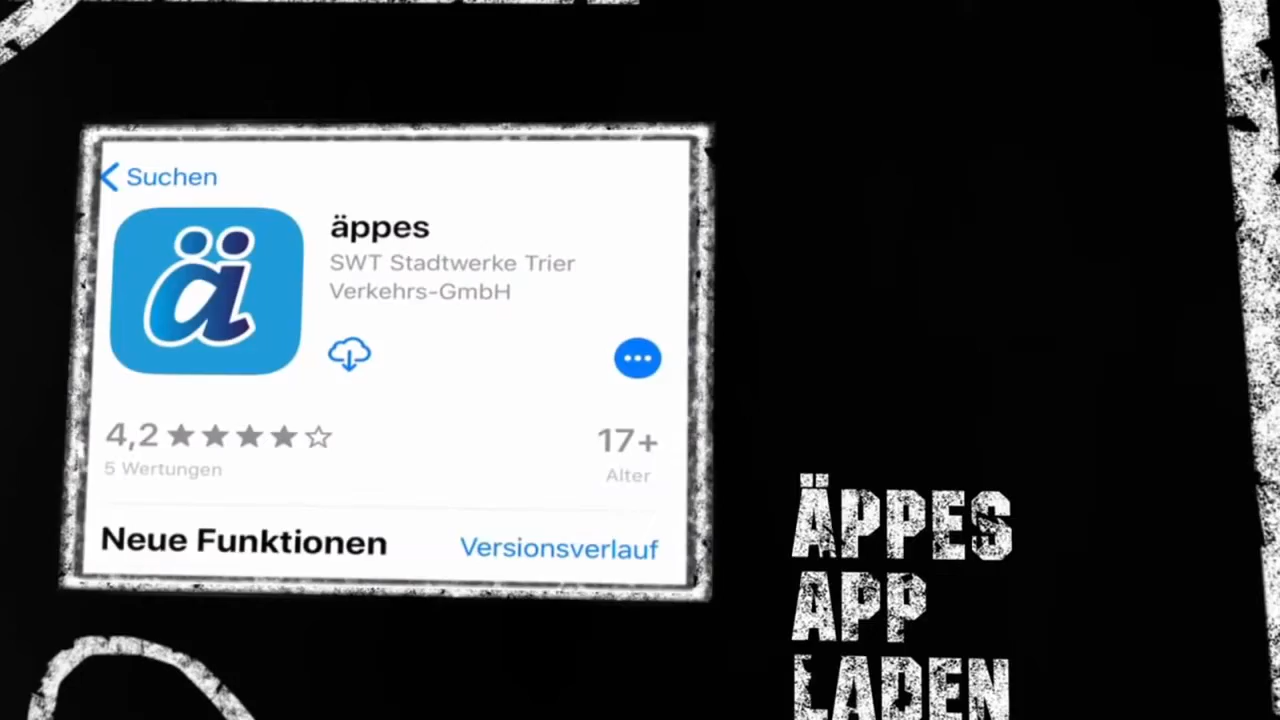 Suchen
ä
äppes
SWT Stadtwerke Trier
Verkehrs-GmbH
4,2
17+
5 Wertungen
Alter
Neue Funktionen
Versionsverlauf
ÄPPES
APP
LADEN